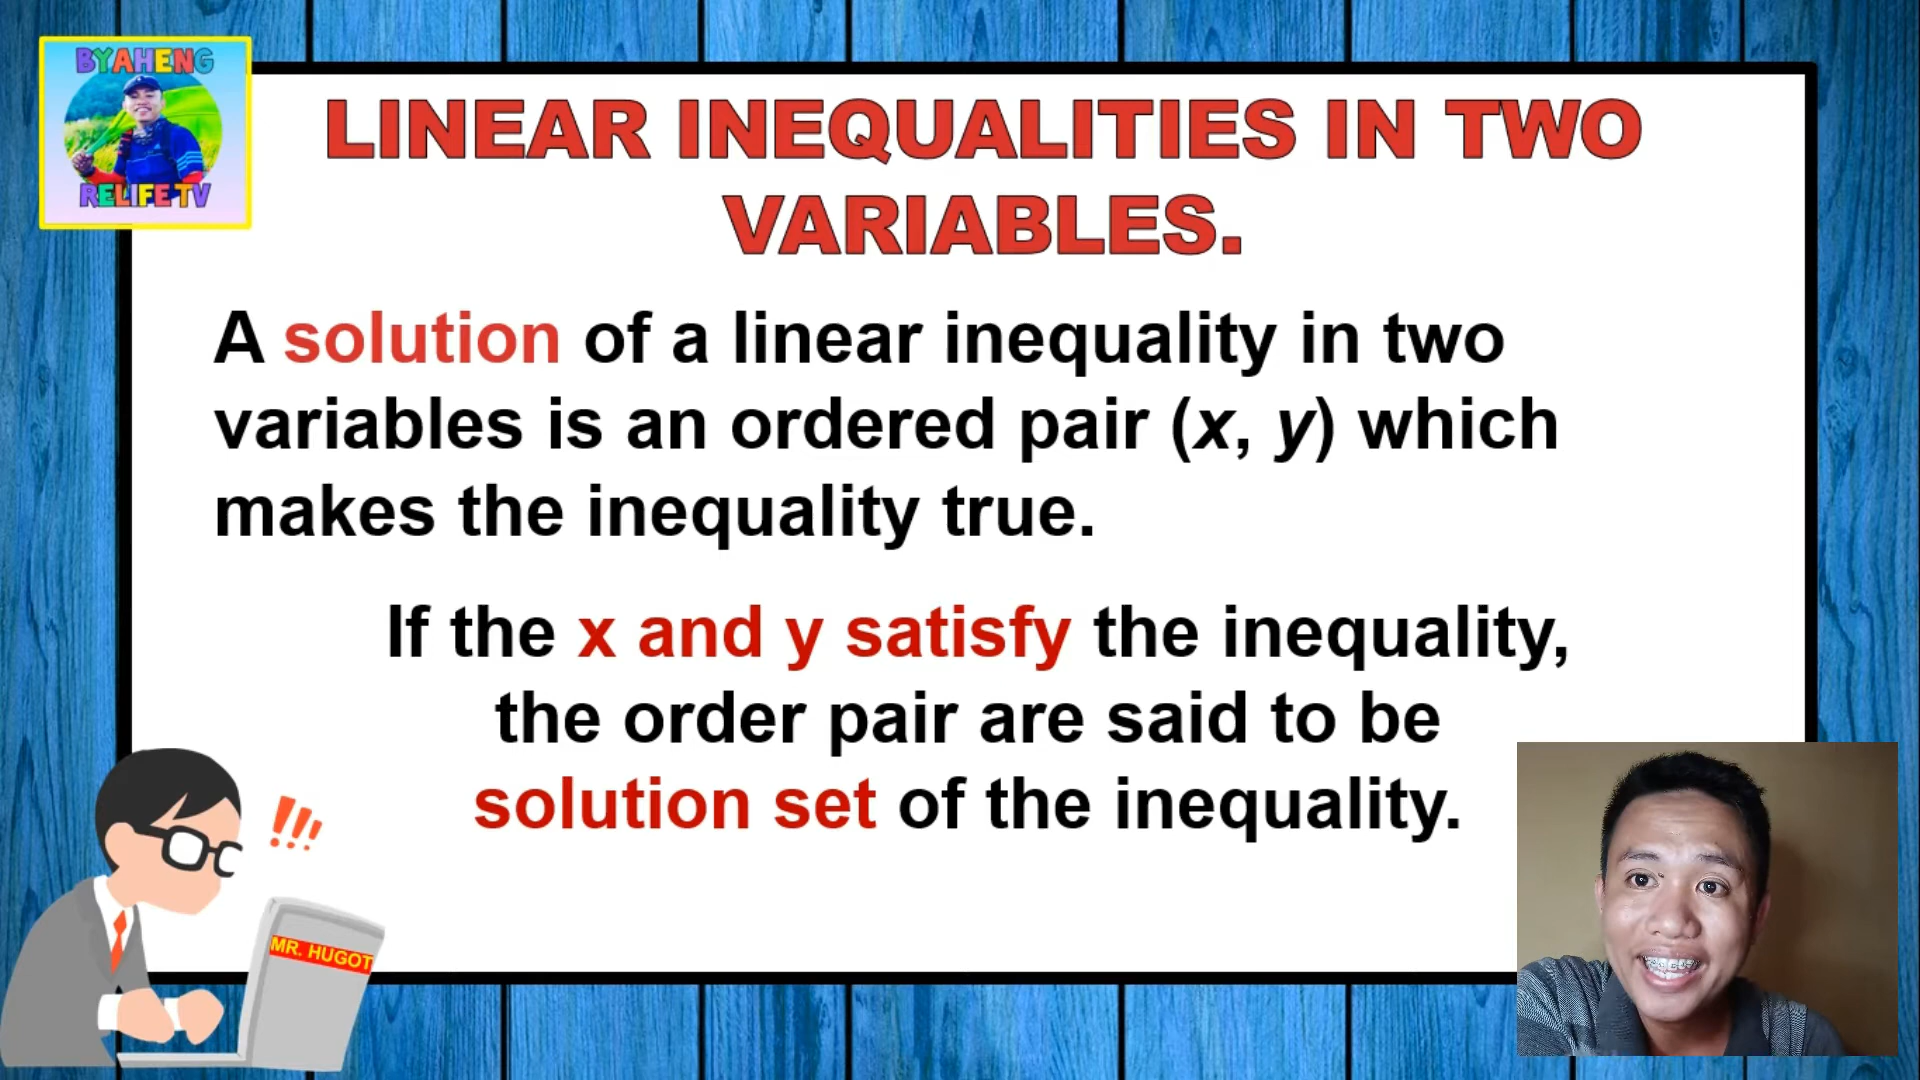 BYAHENG
RELIFE TV
LINEAR INEQUALITIES IN TWO
VARIABLES.
A solution of a linear inequality in two
variables is an ordered pair (x, y) which
makes the inequality true.
If the x and y satisfy the inequality,
the order pair are said to be
solution set of the inequality.
!!!
MR. HUGOT